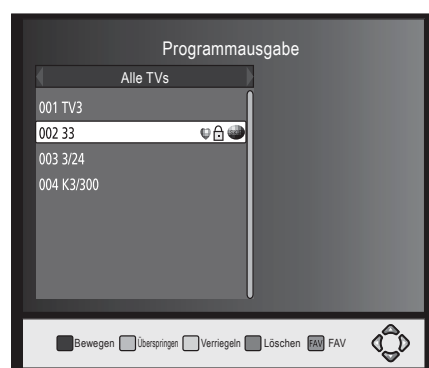 Programmausgabe
Alle TVs
001 TV3
002 33
003 3/24
004 K3/300
Bewegen Überspringen Verriegeln Löschen FAV FAV